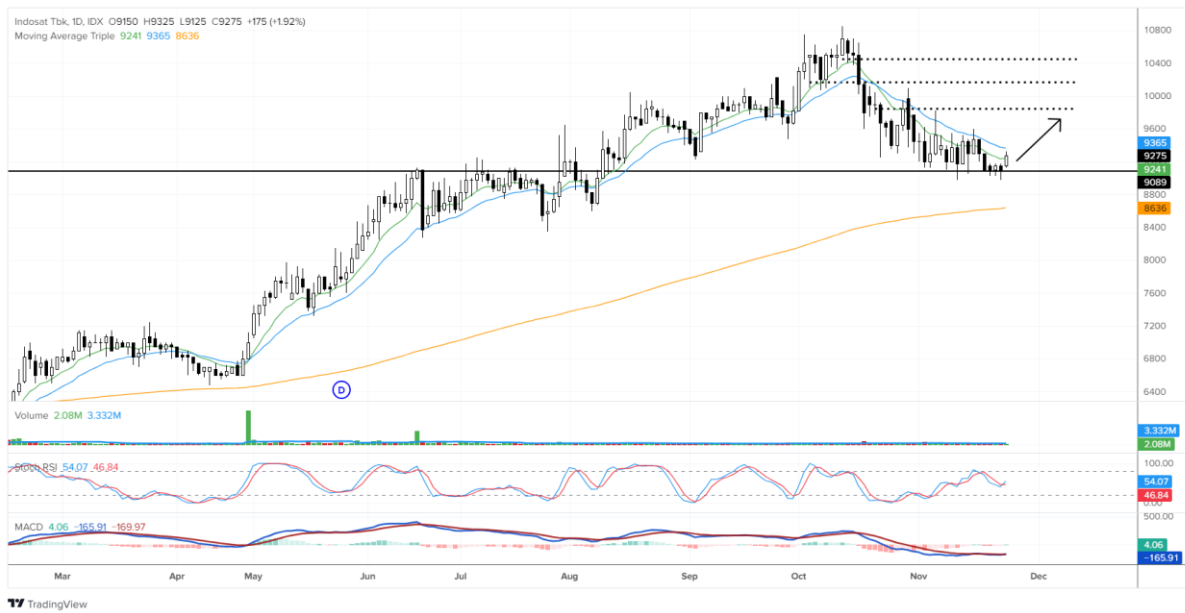 Indosat Tbk, 1D, IDX O9150 H9325 L9125 C9275 +175 (+1.92%)
Moving Average Triple 9241 9365 8636
10800
10400
10000
9600
9365
9275
9241
9089
8800
8636
8400
8000
7600
7200
6800
6400
D
Volume 2.08M 3.332M
3.332M
2.08M
Stoch RSI 54.07 46.84
100.00
54.07
46.84
0.00
500.00
MACD 4.06 −165.91 −169.97
4.06
−165.91
Mar Apr May Jun Jul Aug Sep Oct Nov Dec
TradingView